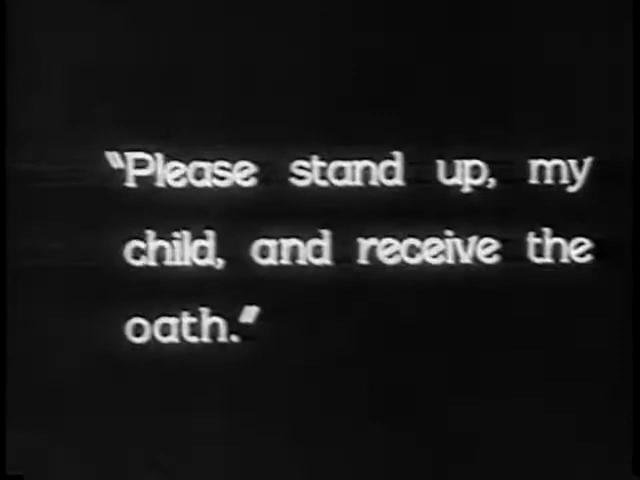 "Please stand up, my
child, and receive the
oath."